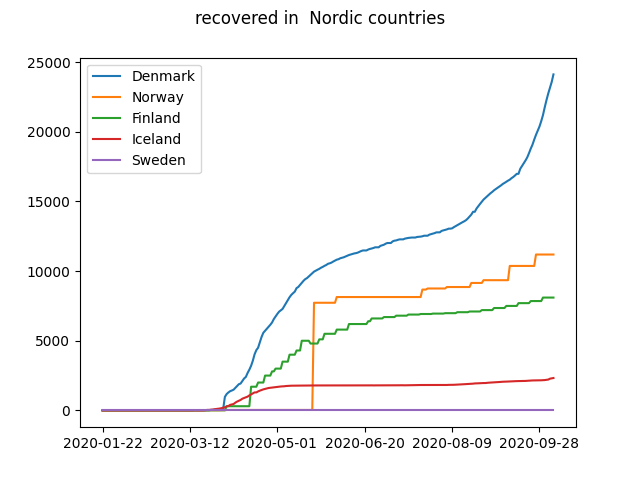 recovered in  Nordic countries
25000
20000
15000
10000
5000
0
Denmark
Norway
Finland
Iceland
Sweden
2020-01-22 2020-03-12 2020-05-01 2020-06-20 2020-08-09 2020-09-28